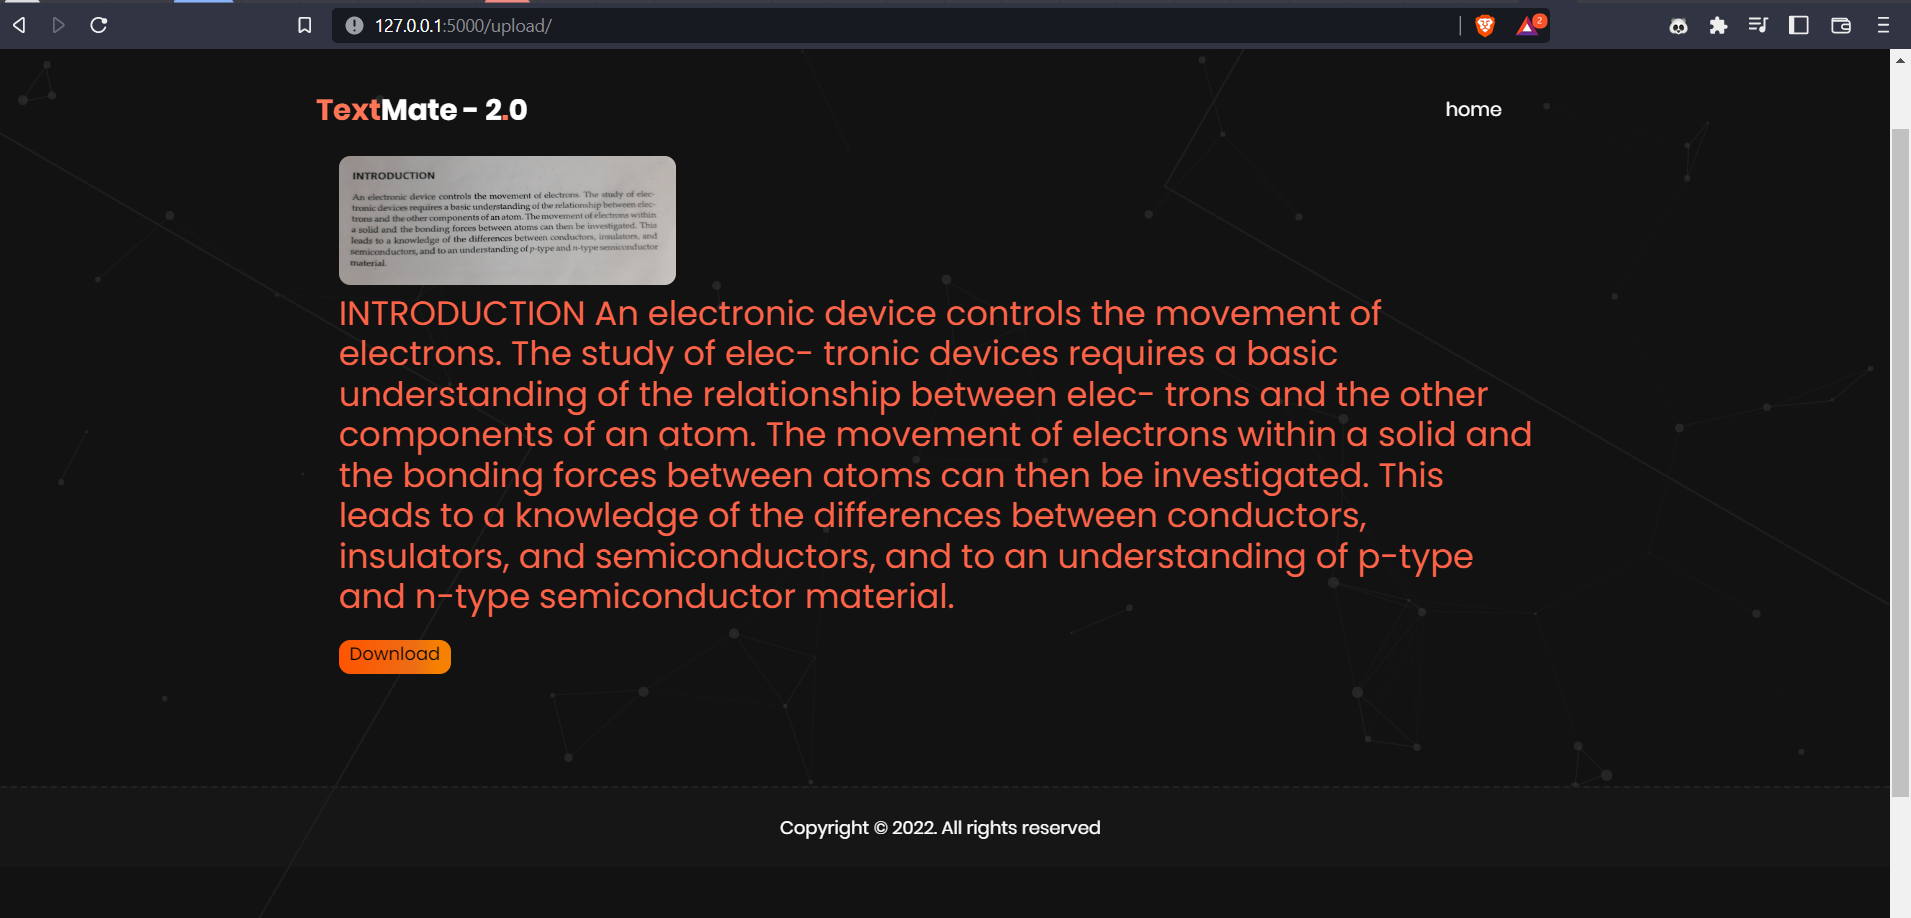 127.0.0.1:5000/upload/
2
TextMate - 2.0
home
INTRODUCTION
An electronic device controls the movement of electrons. The study of elec-
tronic devices requires a basic understanding of the relationship between elec-
trons and the other components of an atom. The movement of electrons within
a solid and the bonding forces between atoms can then be investigated. This
leads to a knowledge of the differences between conductors, insulators, and
semiconductors, and to an understanding of p-type and n-type semiconductor
material.
INTRODUCTION An electronic device controls the movement of
electrons. The study of elec- tronic devices requires a basic
understanding of the relationship between elec- trons and the other
components of an atom. The movement of electrons within a solid and
the bonding forces between atoms can then be investigated. This
leads to a knowledge of the differences between conductors,
insulators, and semiconductors, and to an understanding of p-type
and n-type semiconductor material.
Download
Copyright © 2022. All rights reserved